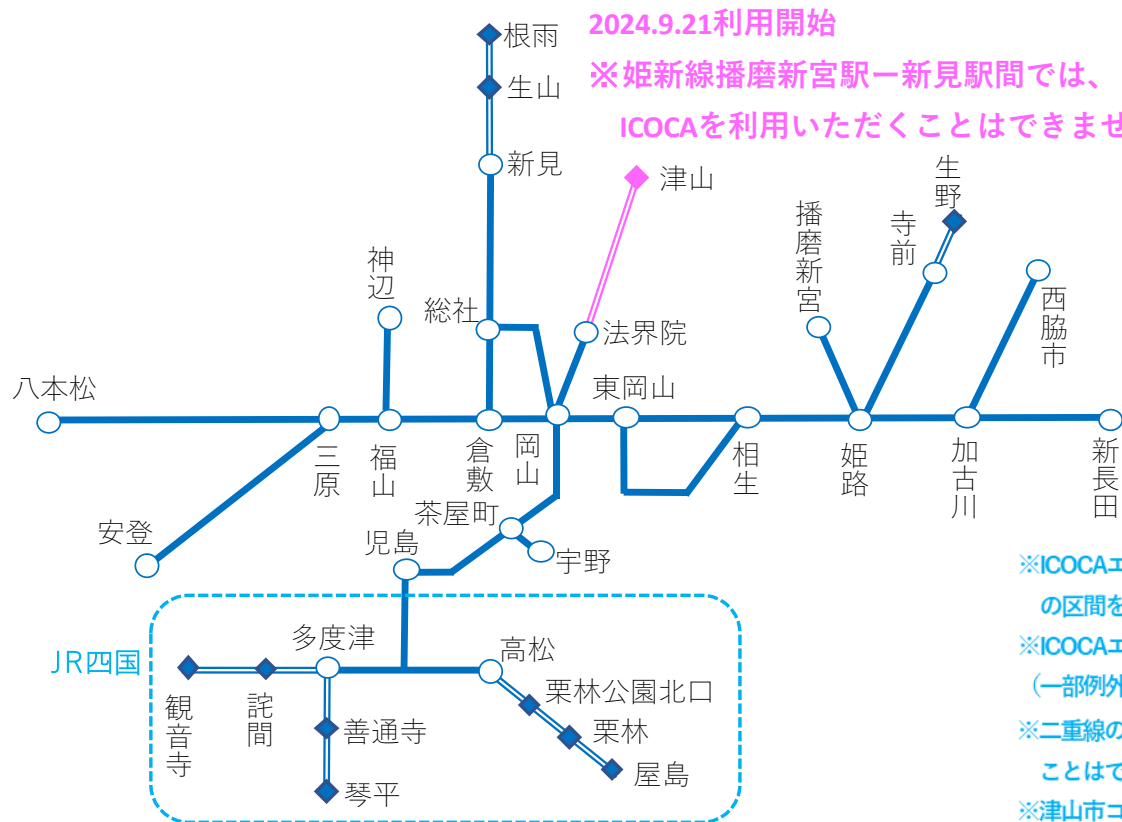 2024.9.21利用開始
※姫新線播磨新宮駅ー新見駅間では、
ICOCAを利用いただくことはできませ
根雨
生山
新見
津山
生野
寺前
播磨新宮
西脇市
神辺
総社
法界院
八本松
東岡山
三原
福山
倉敷
岡山
相生
姫路
加古川
新長田
安登
茶屋町
児島
宇野
JR四国
多度津
高松
観音寺
詫間
善通寺
琴平
栗林公園北口
栗林
屋島
※ICOCAエ
の区間を
※ICOCAエ
(一部例外
※二重線の
ことはで
※津山市コ